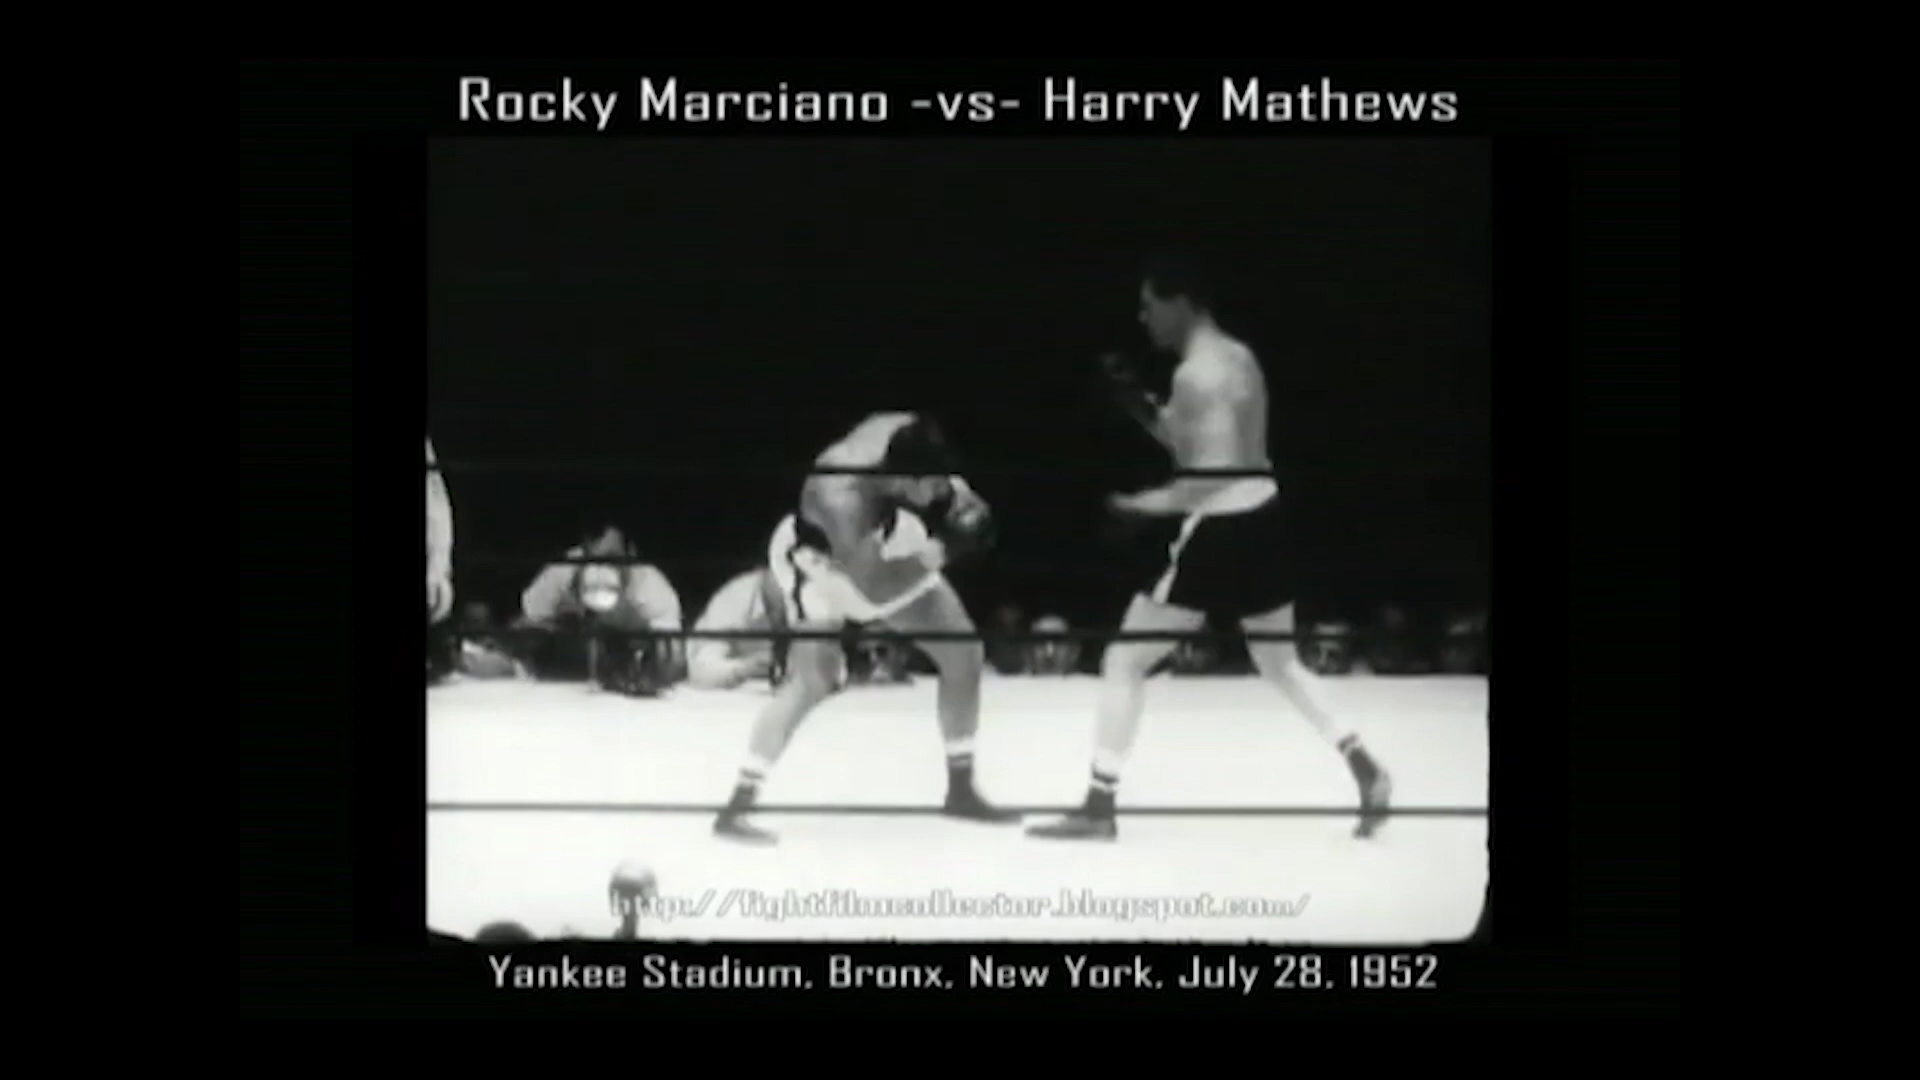 Rocky Marciano -vs- Harry Mathews
http://fightfilmcollector.blogspot.com/
Yankee Stadium, Bronx, New York, July 28, 1952